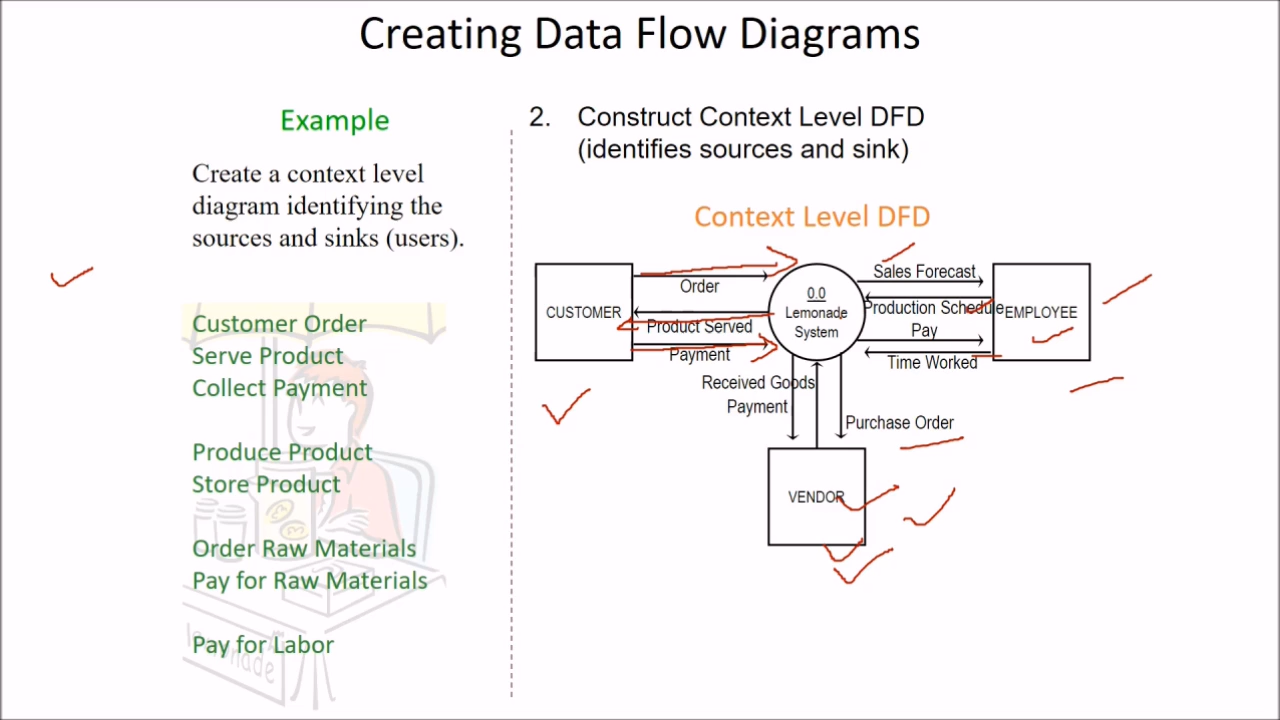 Creating Data Flow Diagrams
Example
Create a context level
diagram identifying the
sources and sinks (users).
Customer Order
Serve Product
Collect Payment
Produce Product
Store Product
Order Raw Materials
Pay for Raw Materials
Pay for Labor
lemonade
2. Construct Context Level DFD
(identifies sources and sink)
Context Level DFD
CUSTOMER
Order
Product Served
Payment
0.0
Lemonade
System
Sales Forecast
Production Schedule
Pay
Time Worked
EMPLOYEE
Received Goods
Payment
Purchase Order
VENDOR